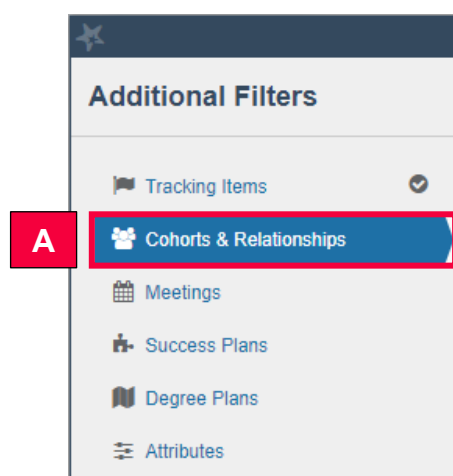 Additional Filters
Tracking Items
A
Cohorts & Relationships
Meetings
Success Plans
Degree Plans
Attributes